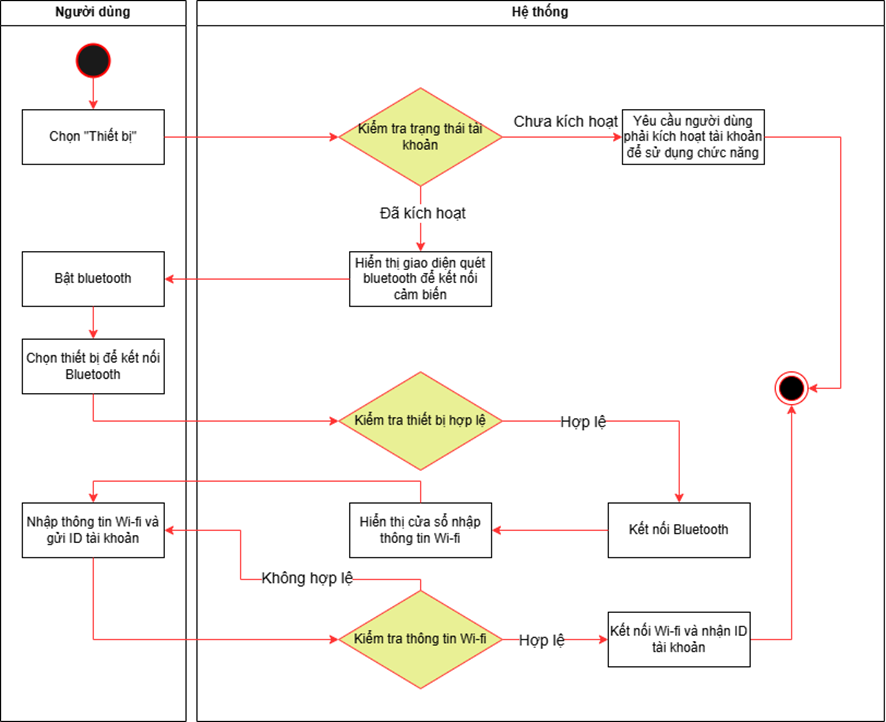 Người dùng
Hệ thống
Chọn "Thiết bị"
Kiểm tra trạng thái tài
khoản
Chưa kích hoạt
Yêu cầu người dùng
phải kích hoạt tài khoản
để sử dụng chức năng
Đã kích hoạt
Bật bluetooth
Hiển thị giao diện quét
bluetooth để kết nối
cảm biến
Chọn thiết bị để kết nối
Bluetooth
Kiểm tra thiết bị hợp lệ
Hợp lệ
Nhập thông tin Wi-fi và
gửi ID tài khoản
Hiển thị cửa sổ nhập
thông tin Wi-fi
Kết nối Bluetooth
Không hợp lệ
Kiểm tra thông tin Wi-fi
Hợp lệ
Kết nối Wi-fi và nhận ID
tài khoản